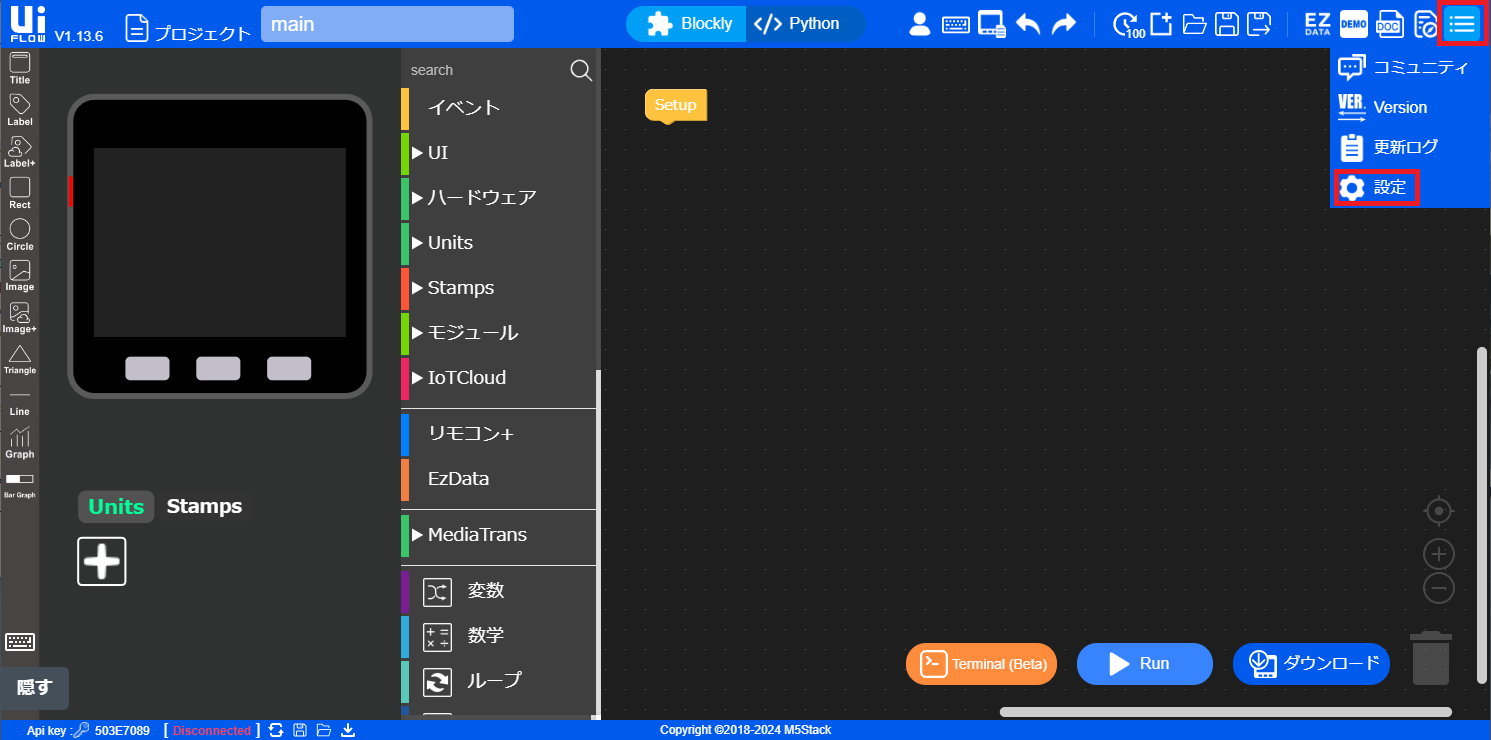 Ui FLOW V1.13.6 プロジェクト main Blockly </> Python 100 EZ DATA DEMO DOC
コミュニティ
VER. Version
更新ログ
設定
Title
Label
Label+
Rect
Circle
Image
Image+
Triangle
Line
Graph
Bar Graph
隠す
Units Stamps
search
イベント
UI
ハードウェア
Units
Stamps
モジュール
IoTCloud
リモコン+
EzData
MediaTrans
変数
数学
ループ
Setup
Terminal (Beta) Run ダウンロード
Api key : 503E7089 [ Disconnected ] Copyright ©2018-2024 M5Stack